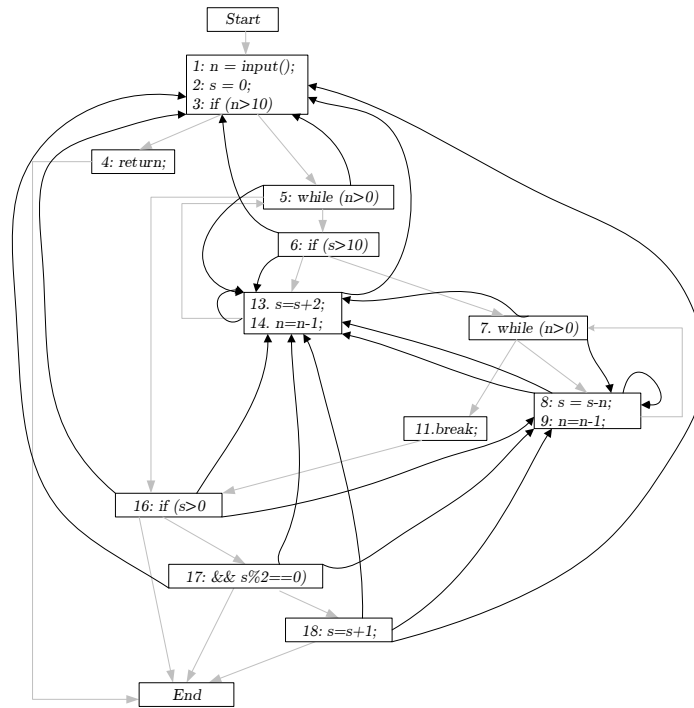 Start
1: n = input();
2: s = 0;
3: if (n>10)
4: return;
5: while (n>0)
6: if (s>10)
13. s=s+2;
14. n=n-1;
7. while (n>0)
8: s = s-n;
9: n=n-1;
11.break;
16: if (s>0
17: && s%2==0)
18: s=s+1;
End